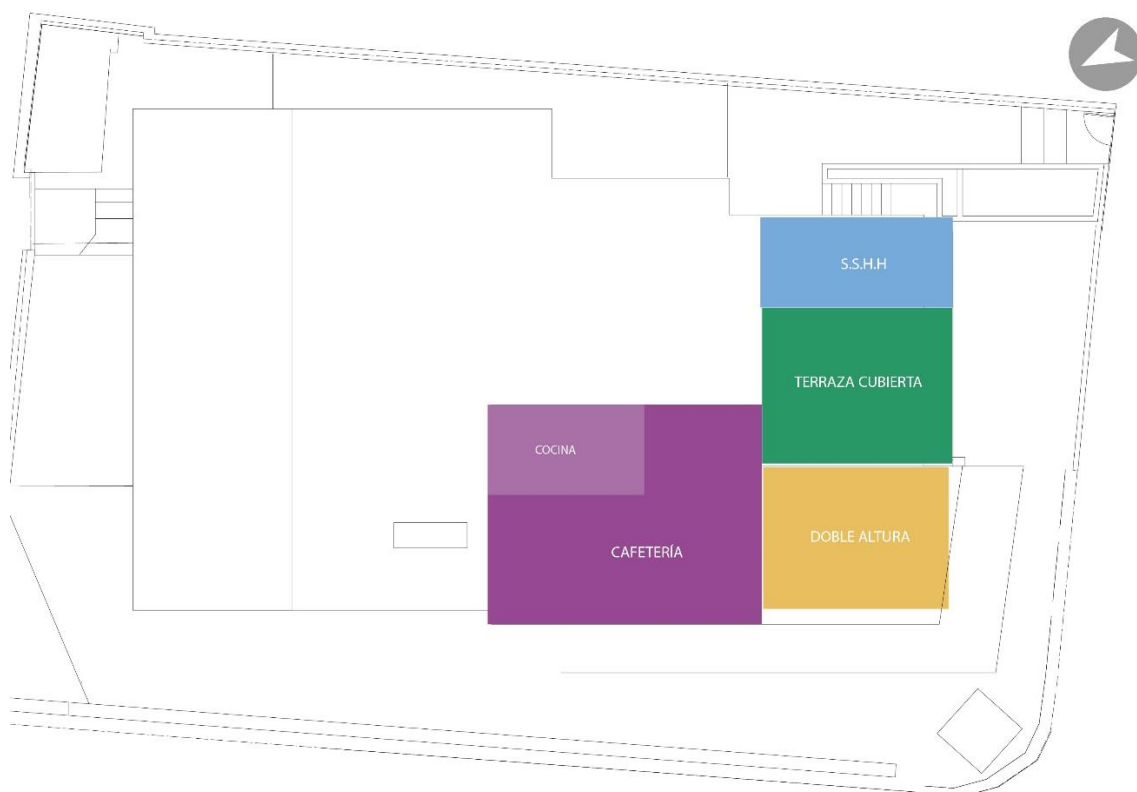 S.S.H.H
TERRAZA CUBIERTA
COCINA
DOBLE ALTURA
CAFETERÍA